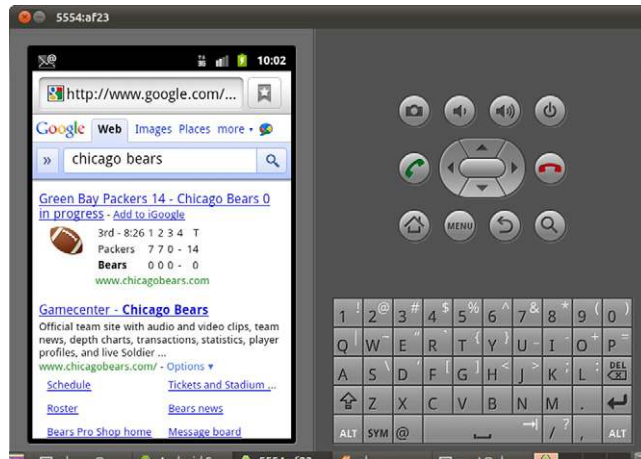 5554:af23
10:02
http://www.google.com/...
Google Web Images Places more
» chicago bears
Green Bay Packers 14 - Chicago Bears 0
in progress - Add to iGoogle
3rd - 8:26 1 2 3 4 T
Packers 7 7 0 - 14
Bears 0 0 0 - 0
www.chicagobears.com
Gamecenter - Chicago Bears
Official team site with audio and video clips, team
news, depth charts, transactions, statistics, player
profiles, and live Soldier ...
www.chicagobears.com/ - Options ▾
Schedule Tickets and Stadium ...
Roster Bears news
Bears Pro Shop home Message board
MENU
1 ! 2 @ 3 # 4 $ 5 % 6 ^ 7 & 8 * 9 ( 0 )
Q | W ~ E " R ` T { Y } U _ I - O + P =
A S \ D ' F [ G ] H < J > K ; L : DEL
Z X C V B N M .
ALT SYM @ / ? , ALT
5554:af23